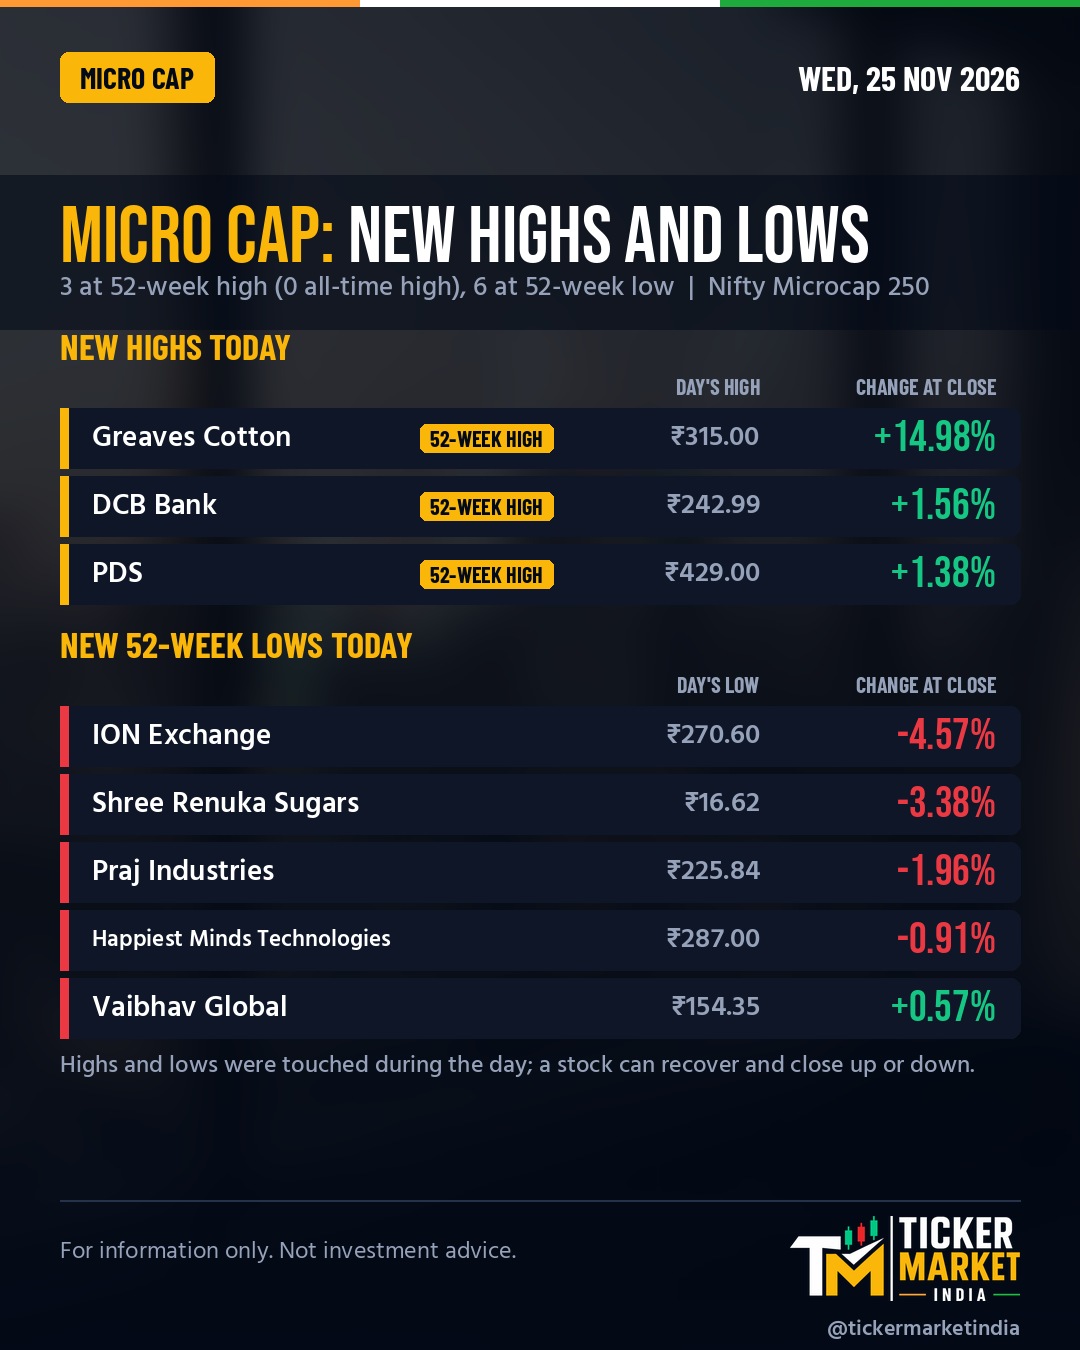 MICRO CAP
WED, 25 NOV 2026
MICRO CAP: NEW HIGHS AND LOWS
3 at 52-week high (0 all-time high), 6 at 52-week low | Nifty Microcap 250
NEW HIGHS TODAY
DAY'S HIGH CHANGE AT CLOSE
Greaves Cotton 52-WEEK HIGH ₹315.00 +14.98%
DCB Bank 52-WEEK HIGH ₹242.99 +1.56%
PDS 52-WEEK HIGH ₹429.00 +1.38%
NEW 52-WEEK LOWS TODAY
DAY'S LOW CHANGE AT CLOSE
ION Exchange ₹270.60 -4.57%
Shree Renuka Sugars ₹16.62 -3.38%
Praj Industries ₹225.84 -1.96%
Happiest Minds Technologies ₹287.00 -0.91%
Vaibhav Global ₹154.35 +0.57%
Highs and lows were touched during the day; a stock can recover and close up or down.
For information only. Not investment advice.
TM
TICKER
MARKET
INDIA
@tickermarketindia